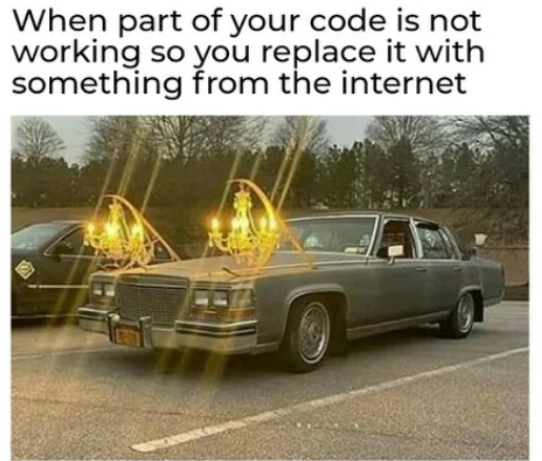 When part of your code is not
working so you replace it with
something from the internet